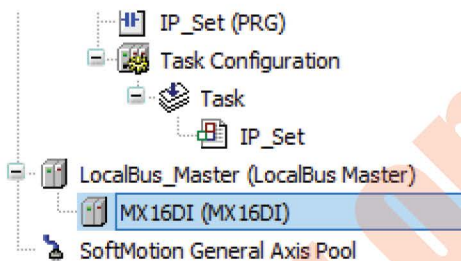 IP_Set (PRG)
Task Configuration
Task
IP_Set
LocalBus_Master (LocalBus Master)
MX16DI (MX16DI)
SoftMotion General Axis Pool